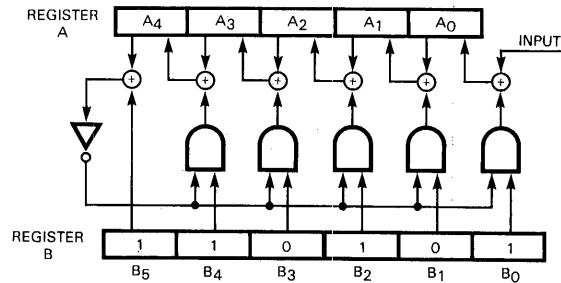 REGISTER
A
A4 A3 A2 A1 A0
INPUT
+ + + + + +
REGISTER
B
1 1 0 1 0 1
B5 B4 B3 B2 B1 B0